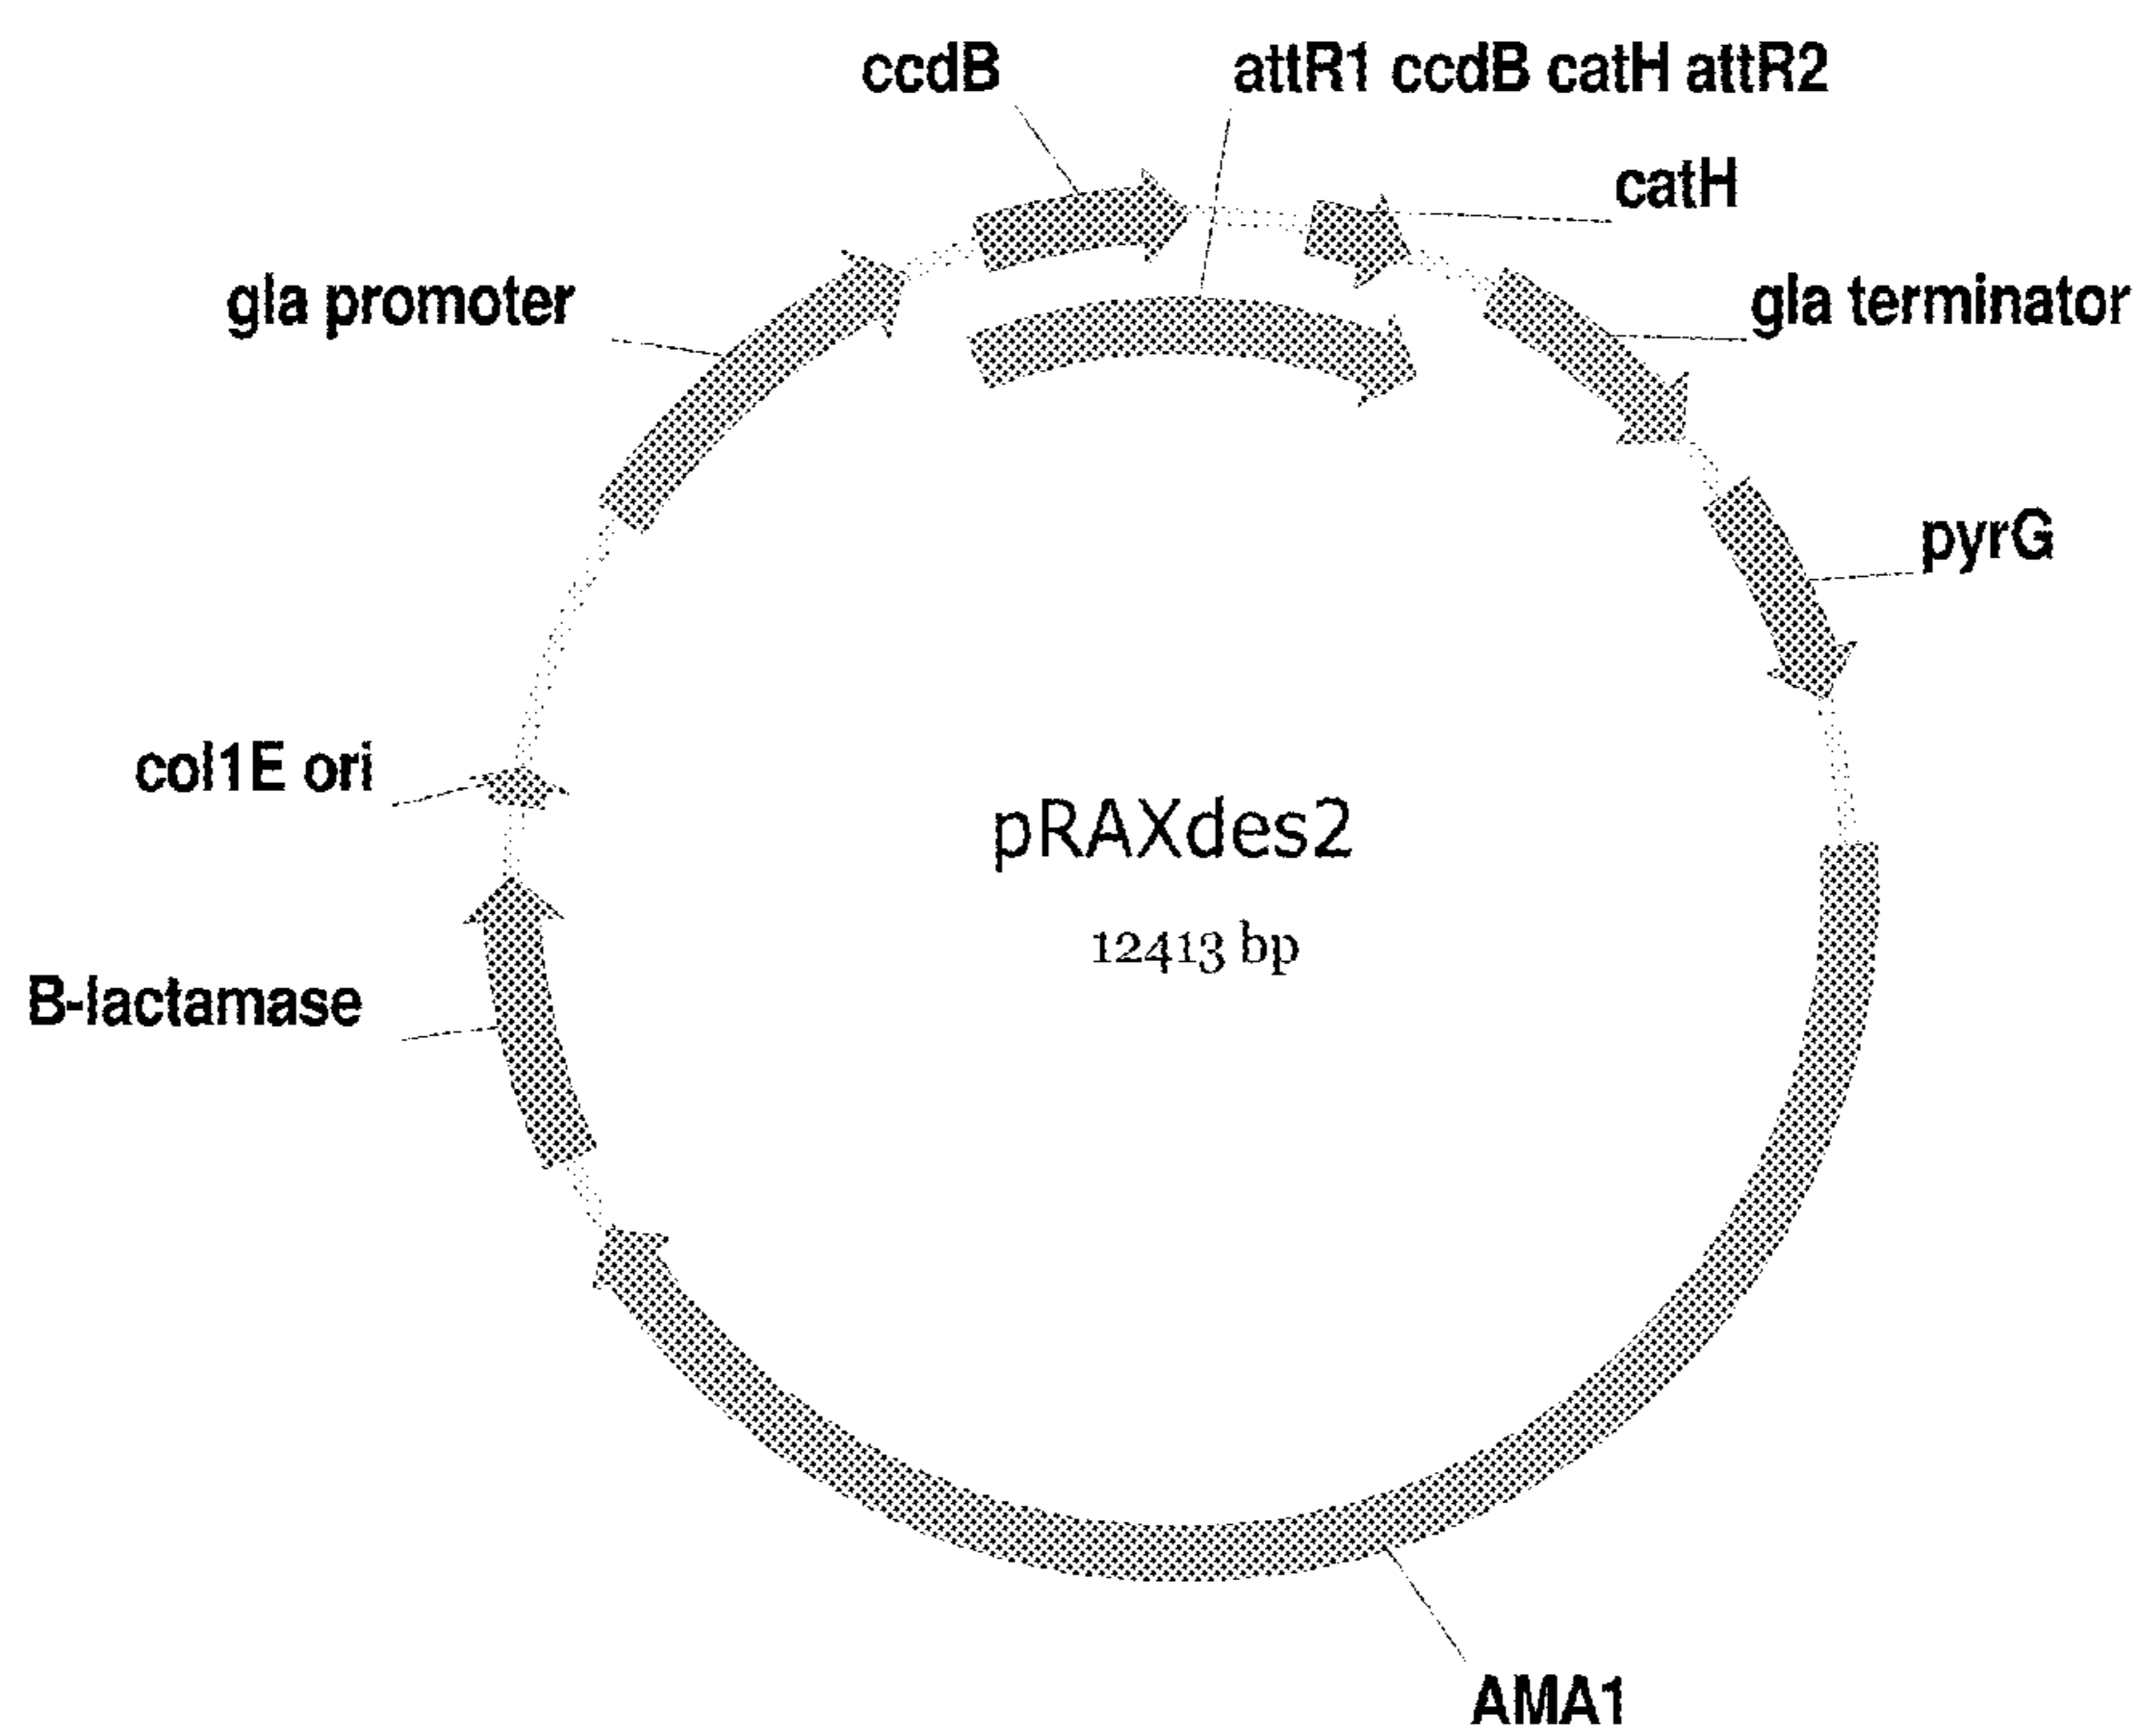 ccdB
attR1 ccdB catH attR2
catH
gla promoter
gla terminator
pyrG
col1E ori
pRAXdes2
12413 bp
B-lactamase
AMA1